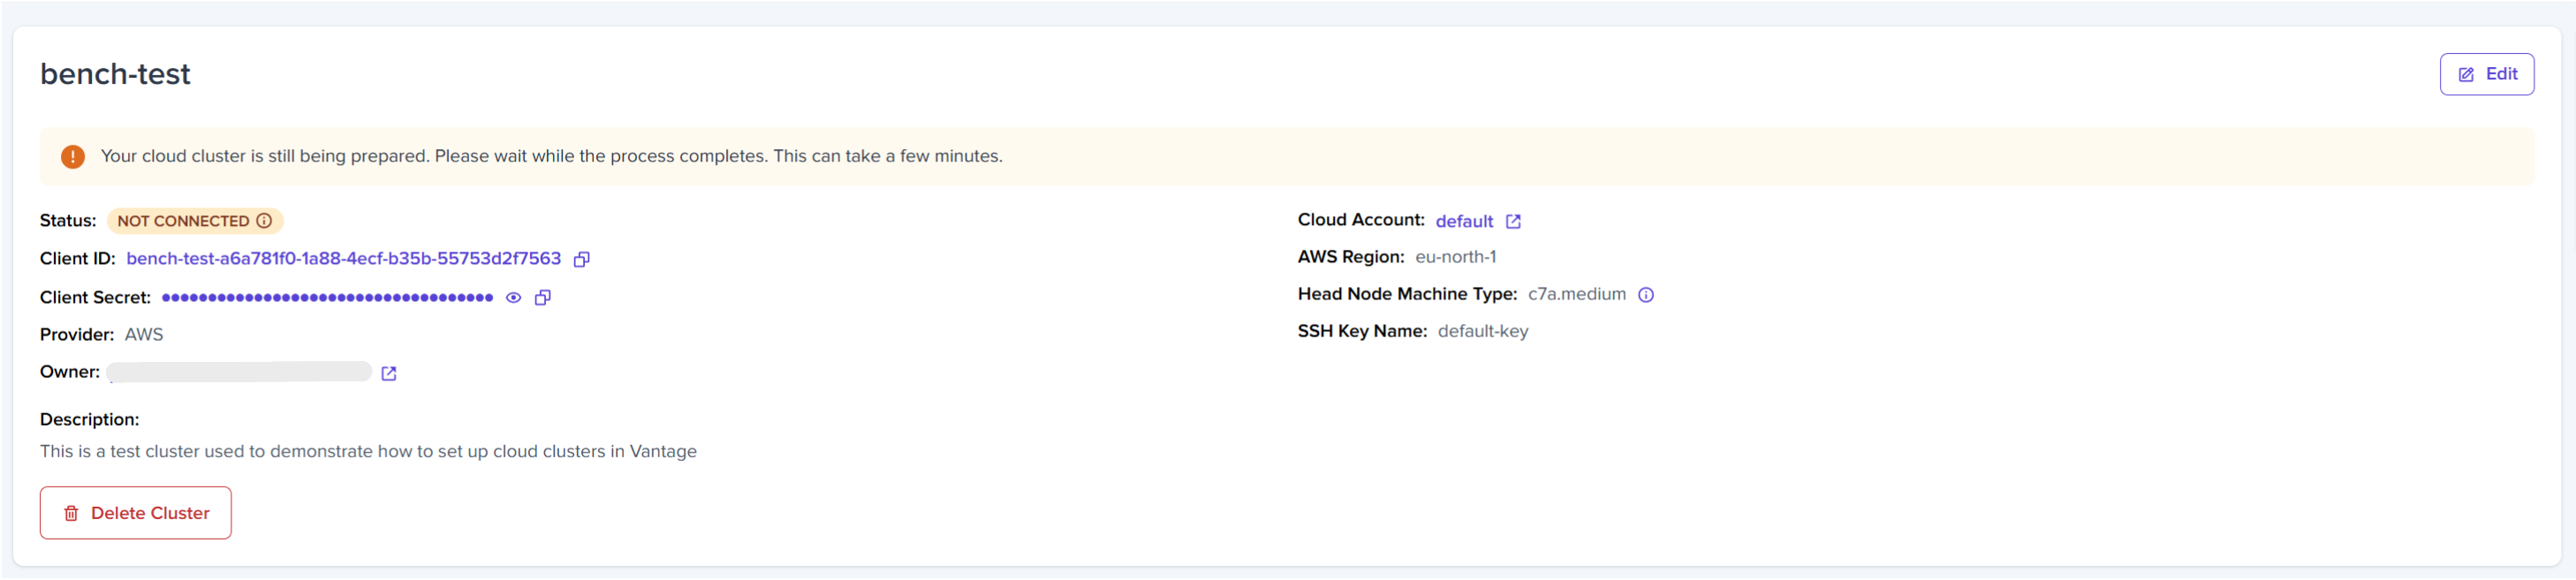 bench-test
Edit
Your cloud cluster is still being prepared. Please wait while the process completes. This can take a few minutes.
Status: NOT CONNECTED
Client ID: bench-test-a6a781f0-1a88-4ecf-b35b-55753d2f7563
Client Secret: ••••••••••••••••••••••••••••••••••••
Provider: AWS
Owner:
Cloud Account: default
AWS Region: eu-north-1
Head Node Machine Type: c7a.medium
SSH Key Name: default-key
Description:
This is a test cluster used to demonstrate how to set up cloud clusters in Vantage
Delete Cluster